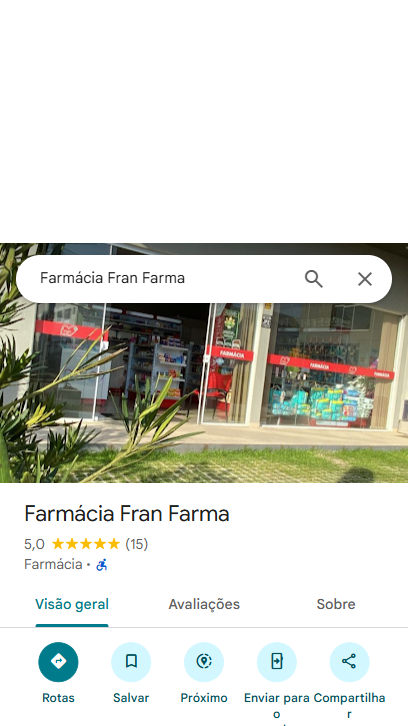 Farmácia Fran Farma
FARMÁCIA
FARMÁCIA
FARMÁCIA
Farmácia Fran Farma
5,0 (15)
Farmácia •
Visão geral Avaliações Sobre
Rotas Salvar Próximo Enviar para o Compartilhar